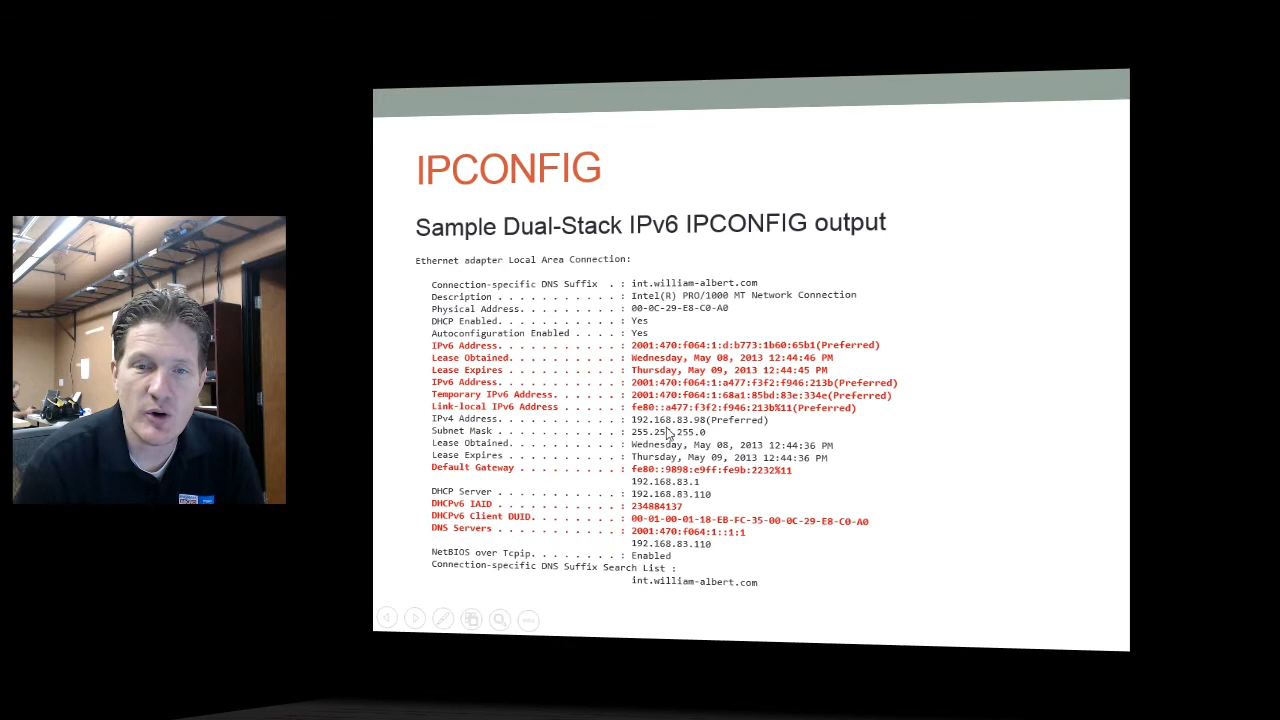 IPCONFIG
Sample Dual-Stack IPv6 IPCONFIG output
Ethernet adapter Local Area Connection:
Connection-specific DNS Suffix . : int.william-albert.com
Description . . . . . . . . . . . : Intel(R) PRO/1000 MT Network Connection
Physical Address. . . . . . . . . : 00-0C-29-E8-C0-A0
DHCP Enabled. . . . . . . . . . . : Yes
Autoconfiguration Enabled . . . . : Yes
IPv6 Address. . . . . . . . . . . : 2001:470:f064:1:d:b773:1b60:65b1(Preferred)
Lease Obtained. . . . . . . . . . : Wednesday, May 08, 2013 12:44:46 PM
Lease Expires . . . . . . . . . . : Thursday, May 09, 2013 12:44:45 PM
IPv6 Address. . . . . . . . . . . : 2001:470:f064:1:a477:f3f2:f946:213b(Preferred)
Temporary IPv6 Address. . . . . . : 2001:470:f064:1:68a1:85bd:83e:334e(Preferred)
Link-local IPv6 Address . . . . . : fe80::a477:f3f2:f946:213b%11(Preferred)
IPv4 Address. . . . . . . . . . . : 192.168.83.98(Preferred)
Subnet Mask . . . . . . . . . . . : 255.255.255.0
Lease Obtained. . . . . . . . . . : Wednesday, May 08, 2013 12:44:36 PM
Lease Expires . . . . . . . . . . : Thursday, May 09, 2013 12:44:36 PM
Default Gateway . . . . . . . . . : fe80::9898:e9ff:fe9b:2232%11
192.168.83.1
DHCP Server . . . . . . . . . . . : 192.168.83.110
DHCPv6 IAID . . . . . . . . . . . : 234884137
DHCPv6 Client DUID. . . . . . . . : 00-01-00-01-18-EB-FC-35-00-0C-29-E8-C0-A0
DNS Servers . . . . . . . . . . . : 2001:470:f064:1::1:1
192.168.83.110
NetBIOS over Tcpip. . . . . . . . : Enabled
Connection-specific DNS Suffix Search List :
int.william-albert.com